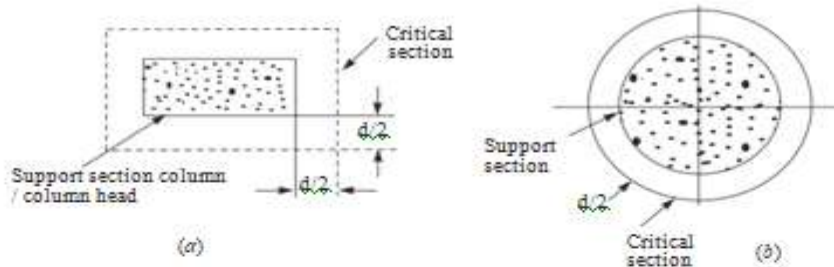 Critical
section
d/2
Support section column
/ column head
d/2
(a)
Support
section
d/2
Critical
section
(b)